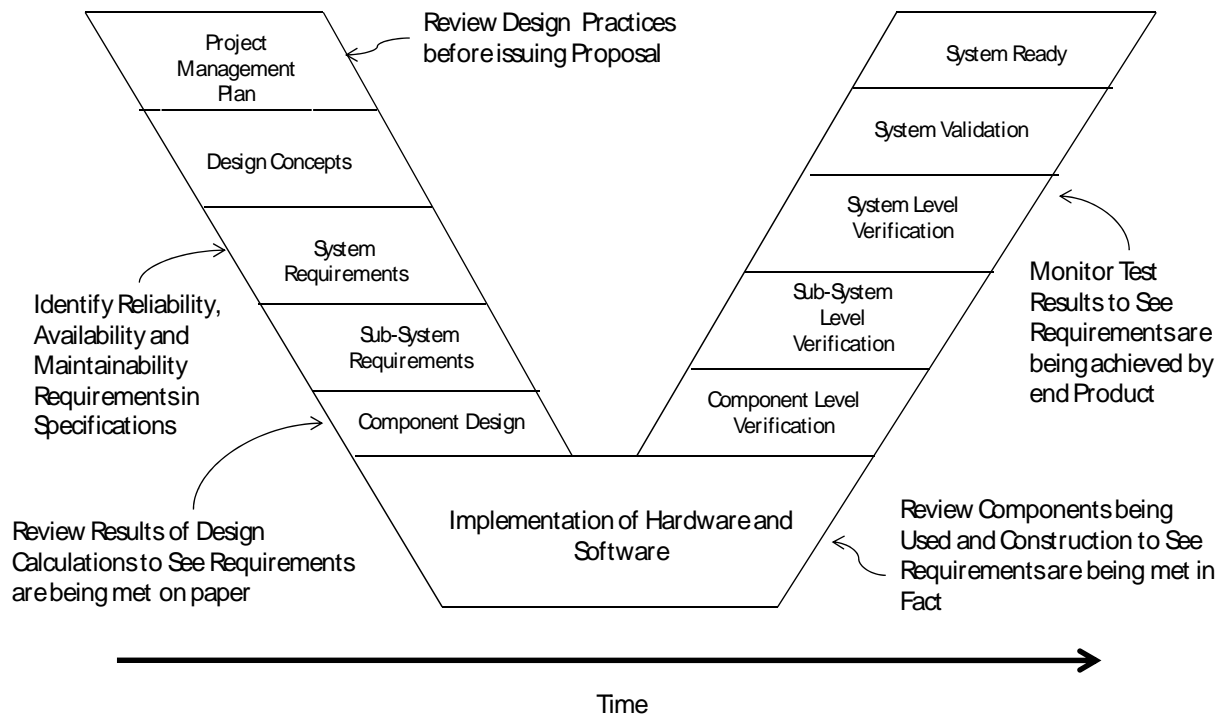 Project
Management
Plan
Review Design Practices
before issuing Proposal
Design Concepts
System
Requirements
Identify Reliability,
Availability and
Maintainability
Requirements in
Specifications
Sub-System
Requirements
Component Design
Review Results of Design
Calculations to See Requirements
are being met on paper
Implementation of Hardware and
Software
System Ready
System Validation
System Level
Verification
Monitor Test
Results to See
Requirements are
being achieved by
end Product
Sub-System
Level
Verification
Component Level
Verification
Review Components being
Used and Construction to See
Requirements are being met in
Fact
Time